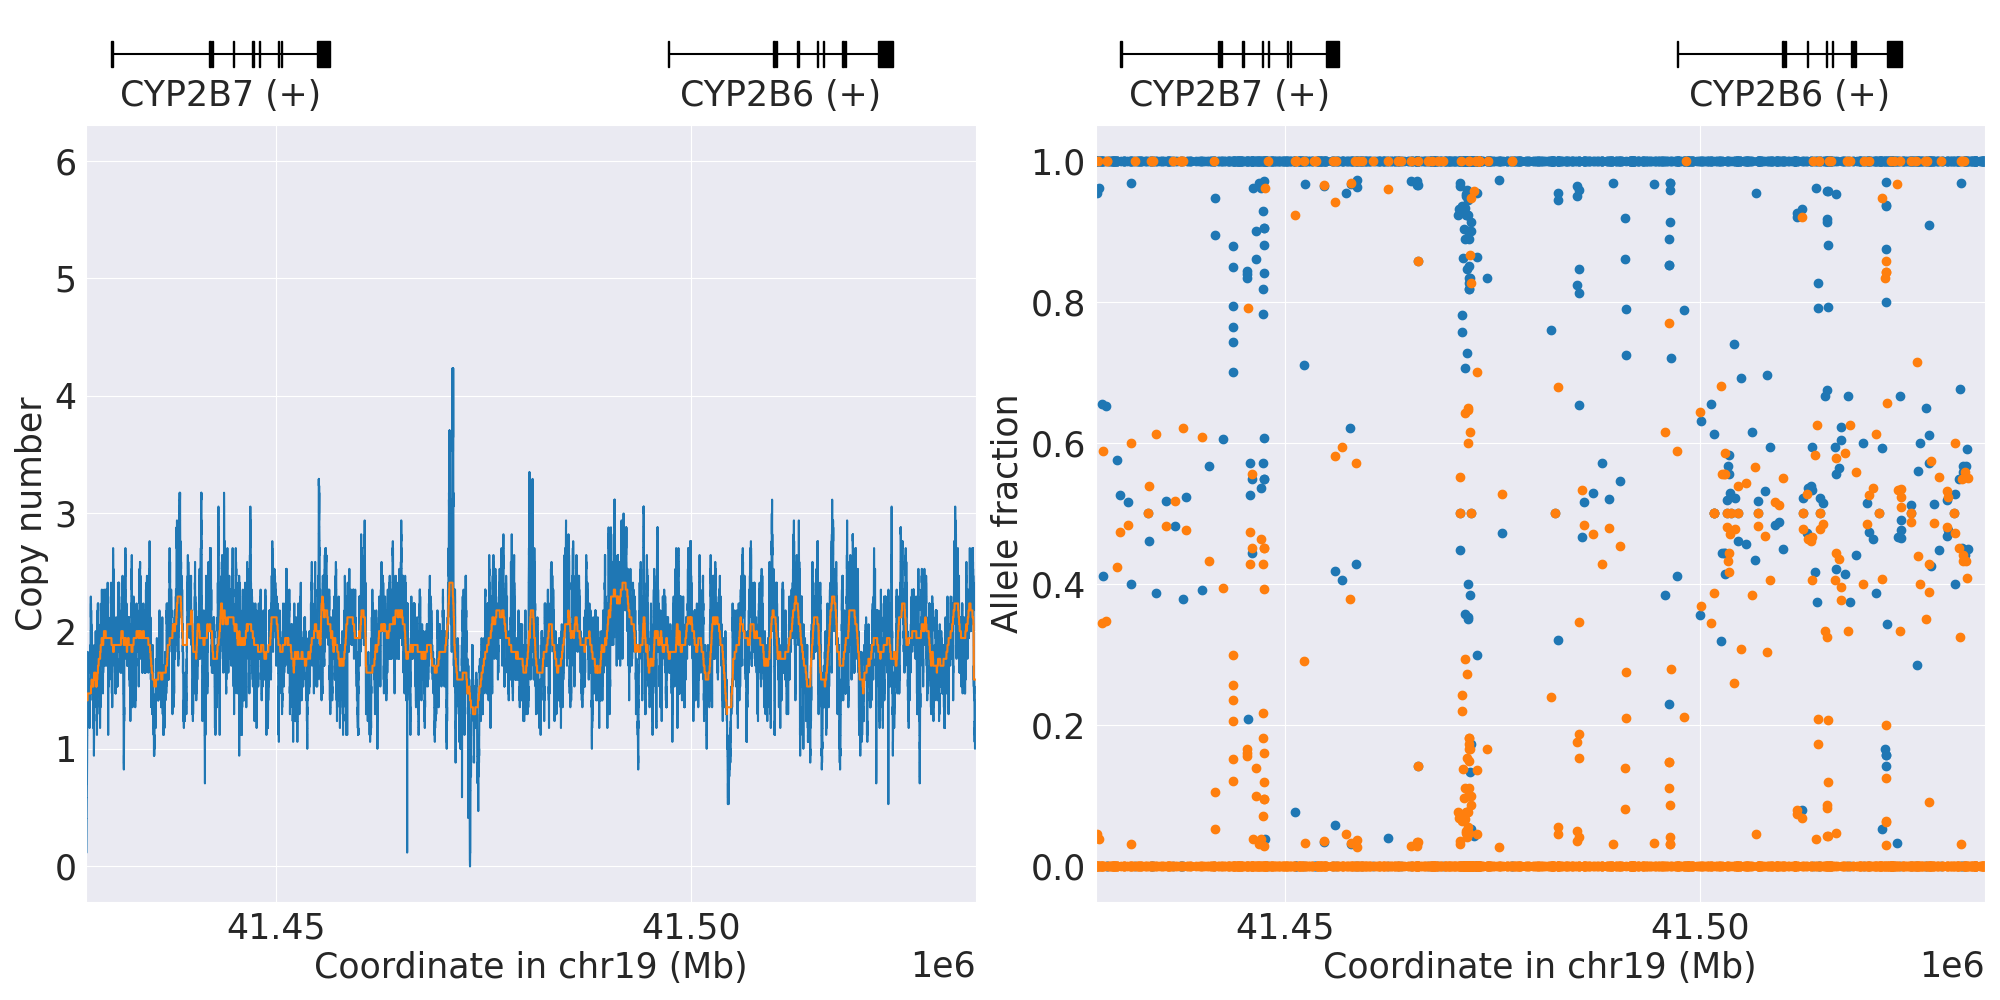 CYP2B7 (+)
CYP2B6 (+)
CYP2B7 (+)
CYP2B6 (+)
6
5
4
3
2
1
0
Copy number
41.45
41.50
Coordinate in chr19 (Mb)
1e6
1.0
0.8
0.6
0.4
0.2
0.0
Allele fraction
41.45
41.50
Coordinate in chr19 (Mb)
1e6